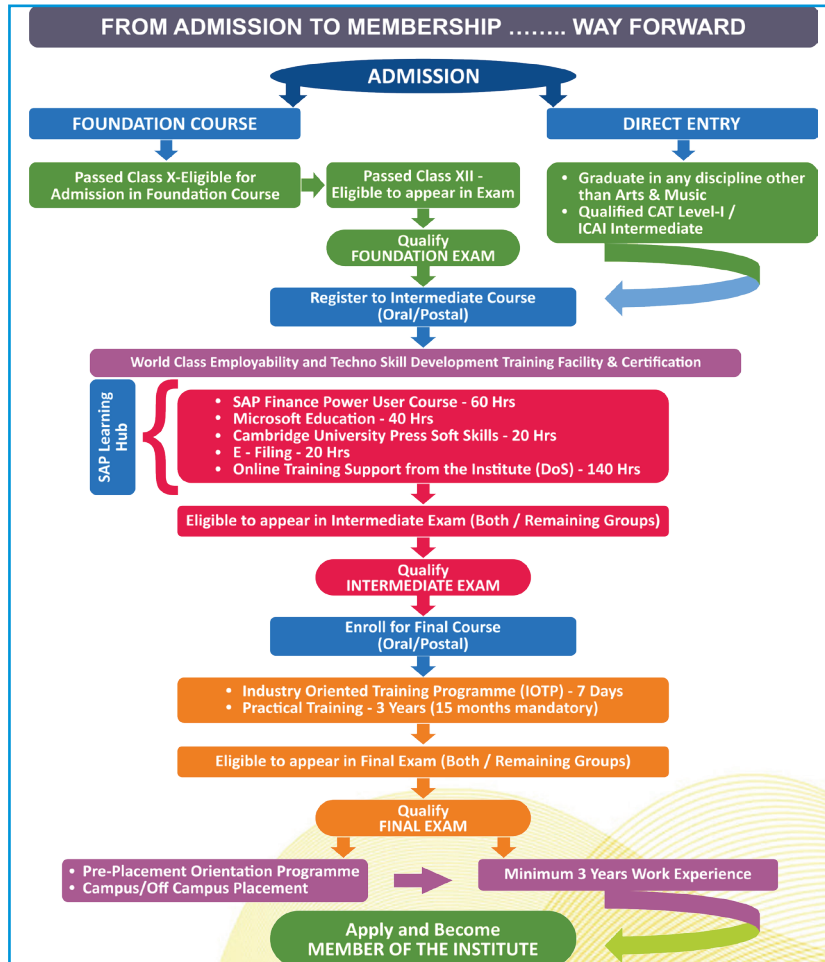 FROM ADMISSION TO MEMBERSHIP …….. WAY FORWARD
ADMISSION
FOUNDATION COURSE
DIRECT ENTRY
Passed Class X-Eligible for
Admission in Foundation Course
Passed Class XII -
Eligible to appear in Exam
• Graduate in any discipline other
than Arts & Music
• Qualified CAT Level-I /
ICAI Intermediate
Qualify
FOUNDATION EXAM
Register to Intermediate Course
(Oral/Postal)
World Class Employability and Techno Skill Development Training Facility & Certification
SAP Learning
Hub
• SAP Finance Power User Course - 60 Hrs
• Microsoft Education - 40 Hrs
• Cambridge University Press Soft Skills - 20 Hrs
• E - Filing - 20 Hrs
• Online Training Support from the Institute (DoS) - 140 Hrs
Eligible to appear in Intermediate Exam (Both / Remaining Groups)
Qualify
INTERMEDIATE EXAM
Enroll for Final Course
(Oral/Postal)
• Industry Oriented Training Programme (IOTP) - 7 Days
• Practical Training - 3 Years (15 months mandatory)
Eligible to appear in Final Exam (Both / Remaining Groups)
Qualify
FINAL EXAM
• Pre-Placement Orientation Programme
• Campus/Off Campus Placement
Minimum 3 Years Work Experience
Apply and Become
MEMBER OF THE INSTITUTE